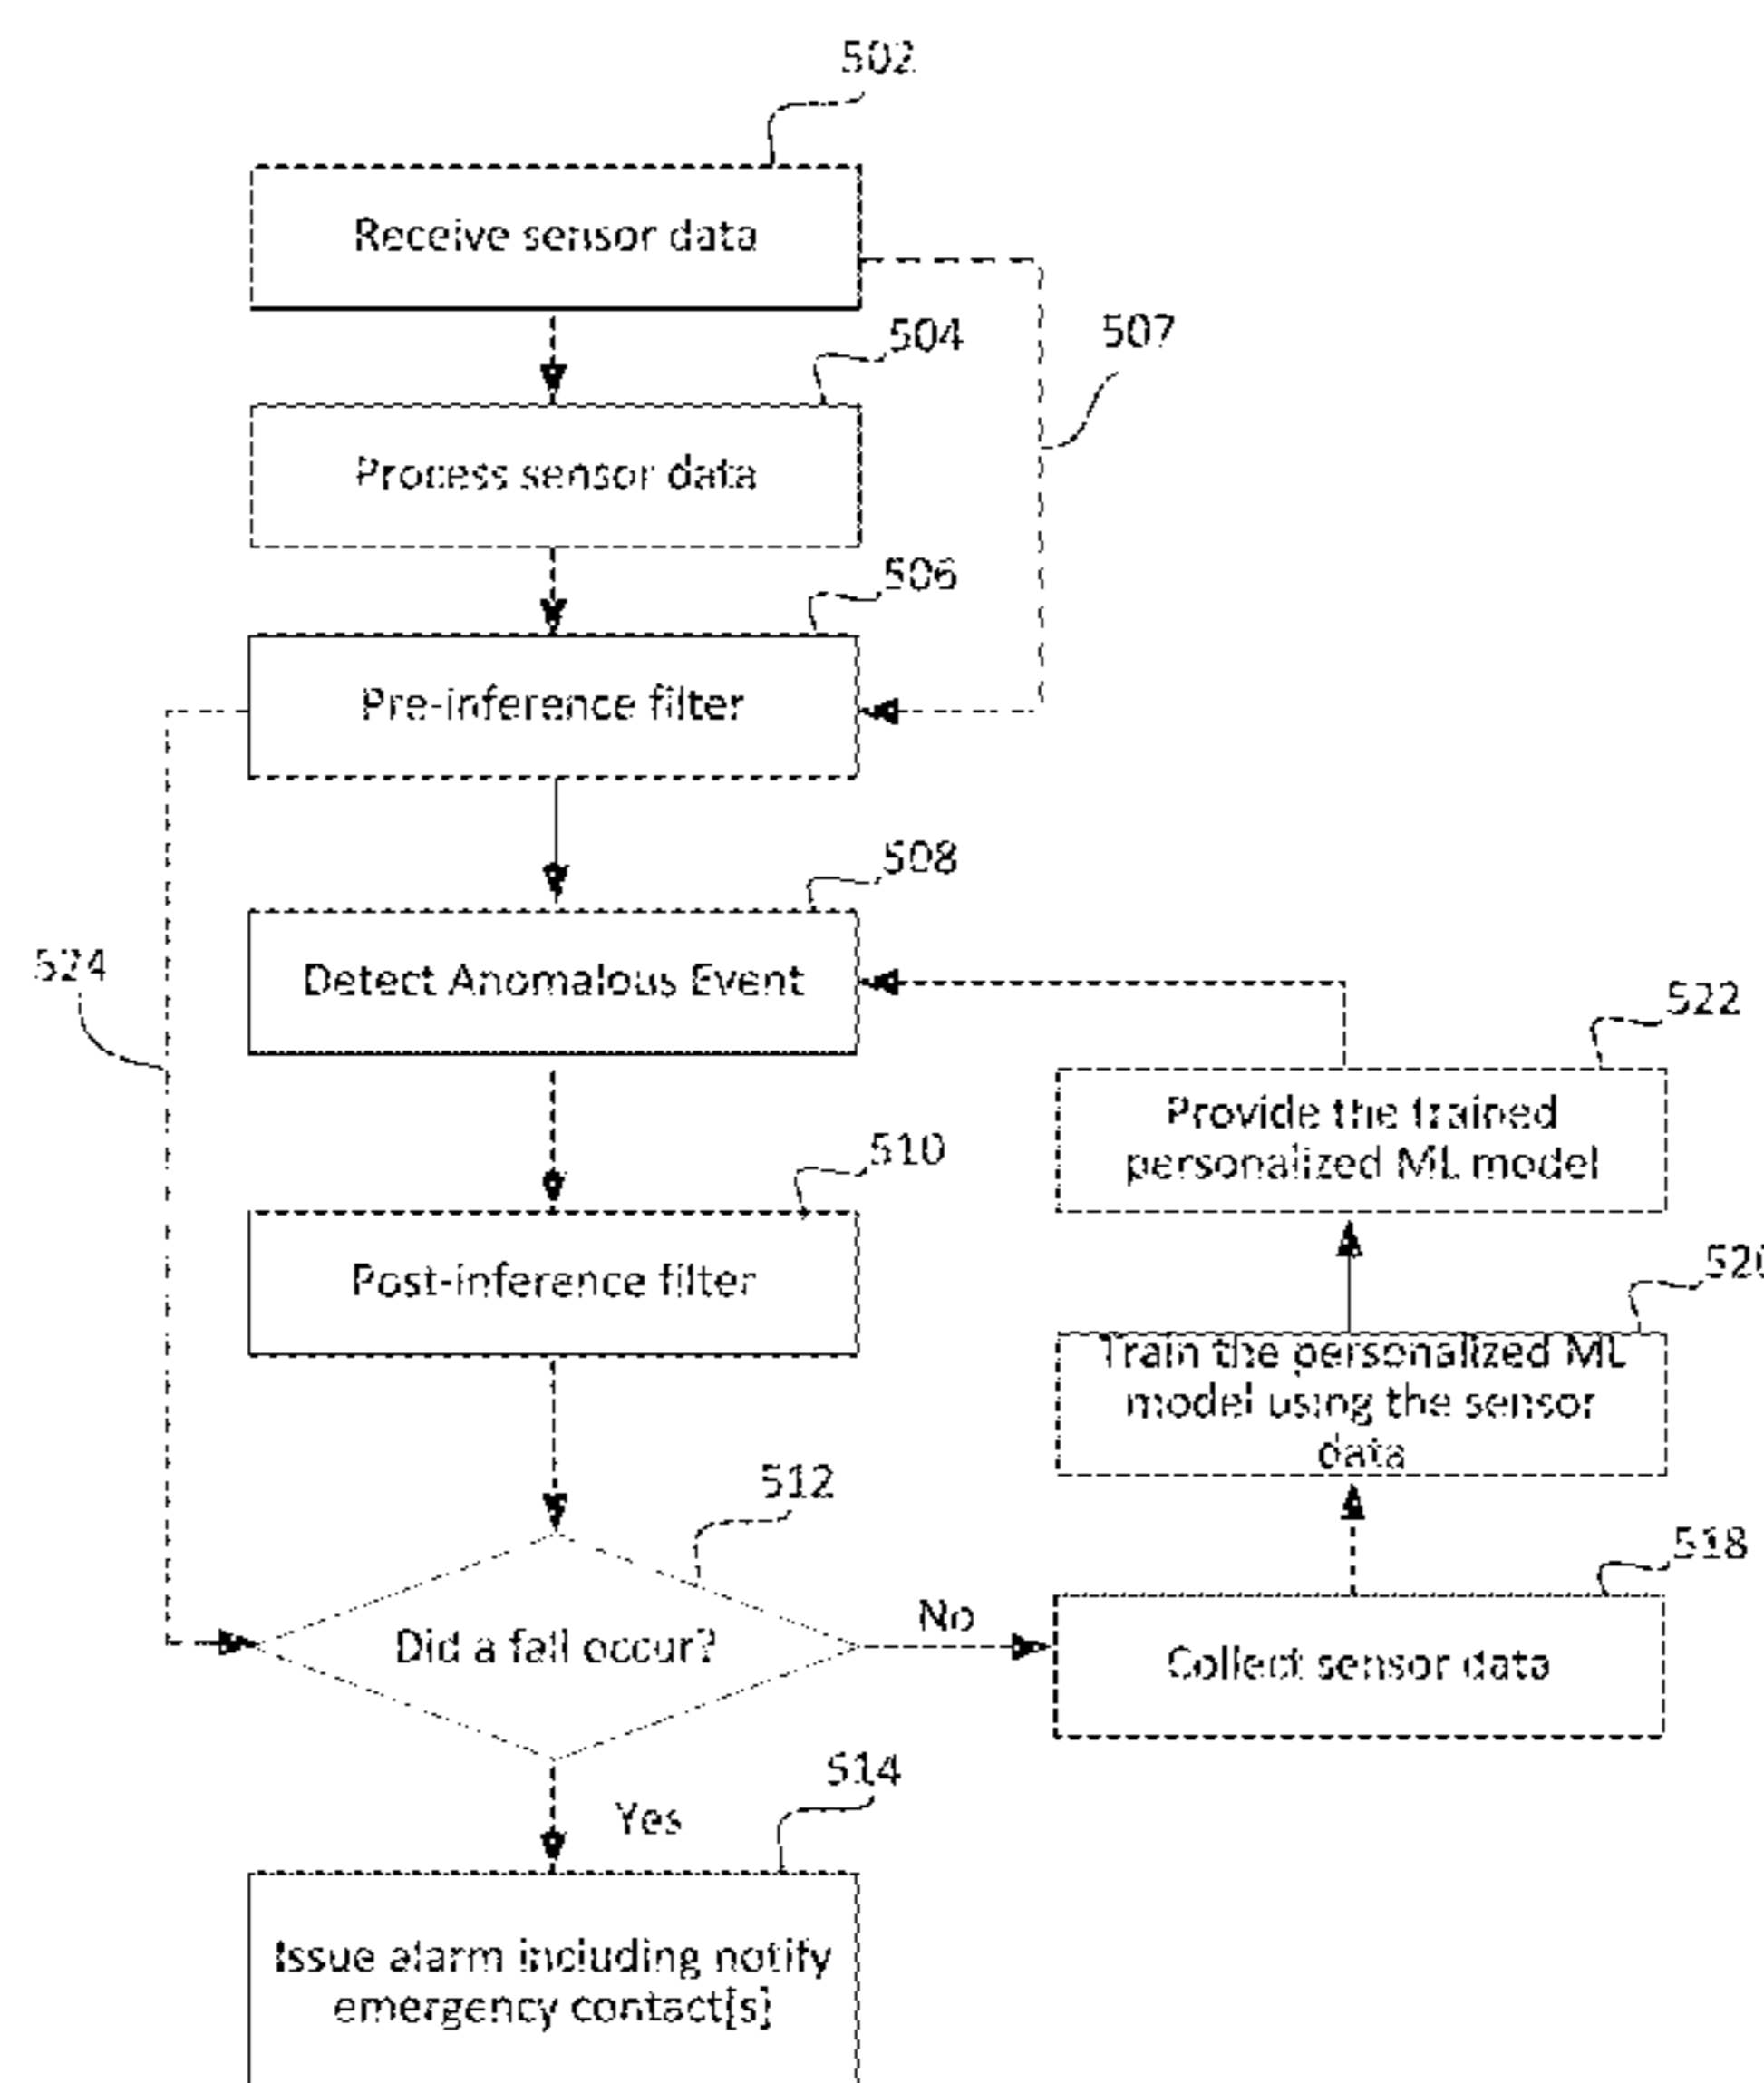 502
Receive sensor data
504
507
Process sensor data
506
Pre-inference filter
508
524
Detect Anomalous Event
522
Provide the trained
personalized ML model
510
Post-inference filter
520
Train the personalized ML
model using the sensor
data
512
518
Did a fall occur?
No
Collect sensor data
514
Yes
Issue alarm including notify
emergency contact[s]